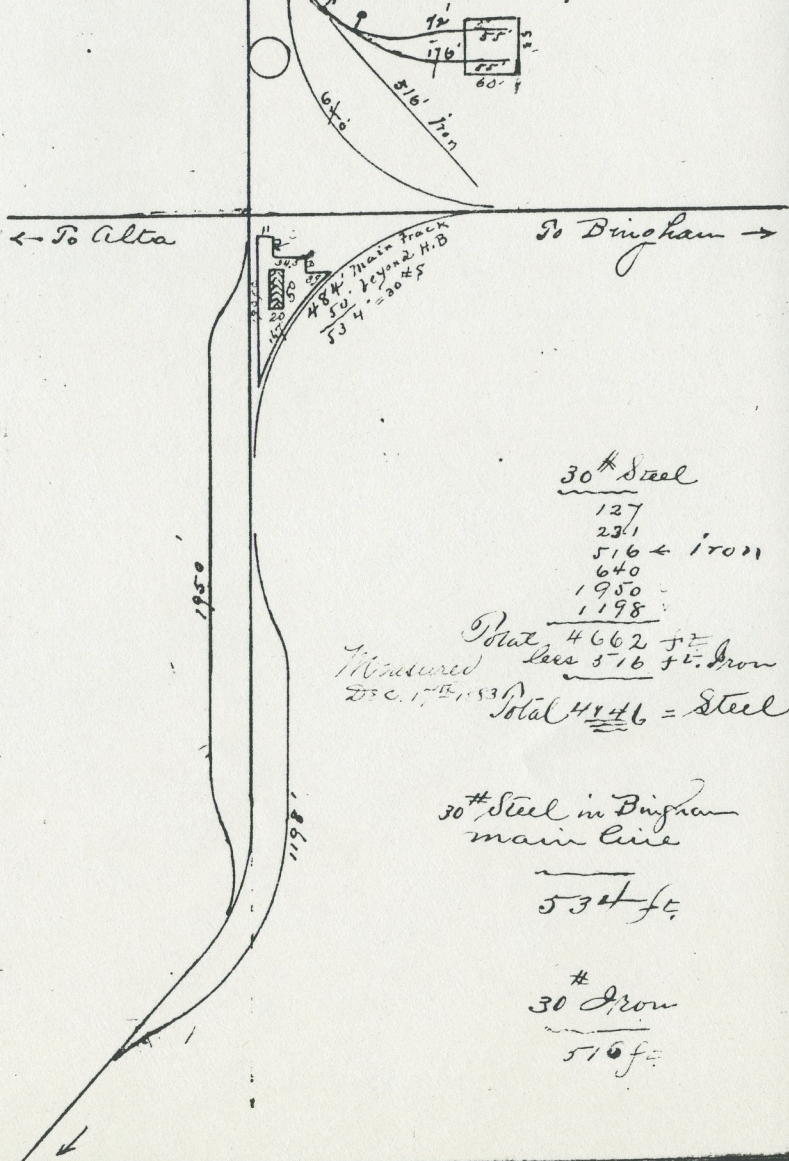 72'
55'
176'
55'
60'
640'
516' Iron
← To Alta
To Bingham →
484' Main Track
50' beyond H.B
534' = 30# S
50
20
1950'
1198'
30# Steel
127
231
516 ← iron
640
1950
1198
Total 4662 ft
less 516 ft. Iron
Measured
Dec. 17th 1883
Total 4146 = Steel
30# Steel in Bingham
main line
534 ft.
30# Iron
516 ft